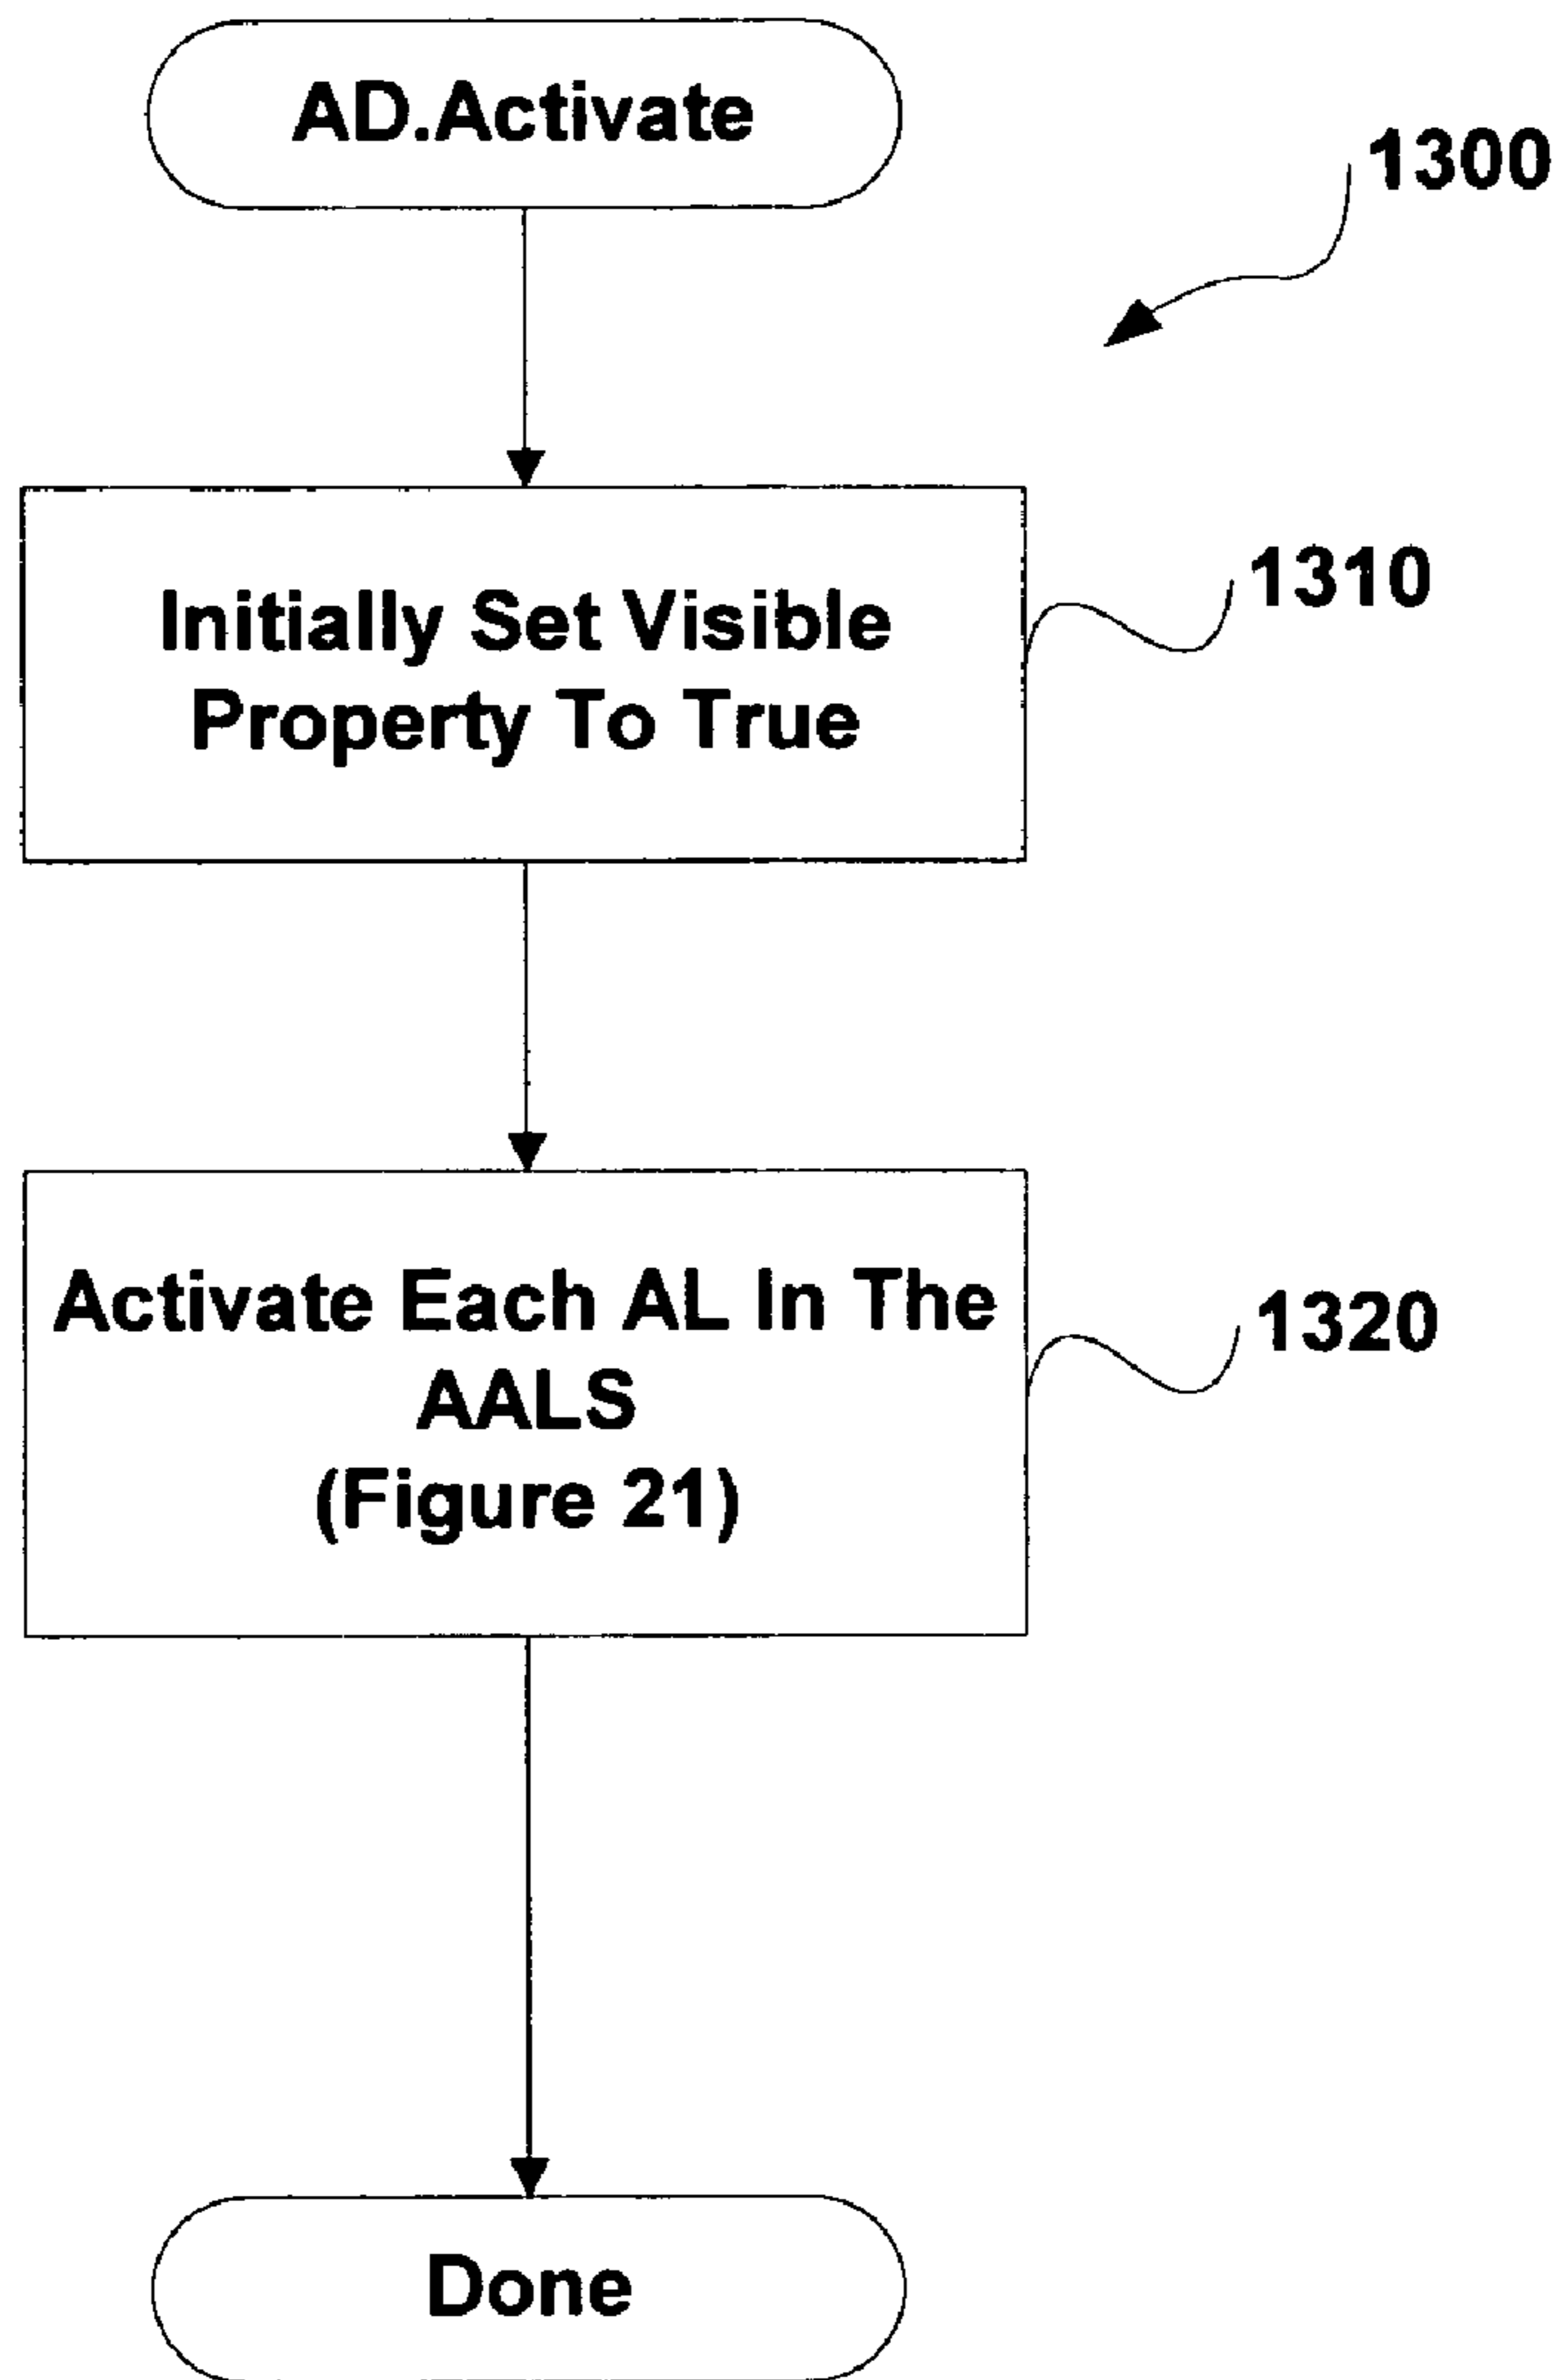 AD.Activate
1300
Initially Set Visible
Property To True
1310
Activate Each AL In The
AALS
(Figure 21)
1320
Done